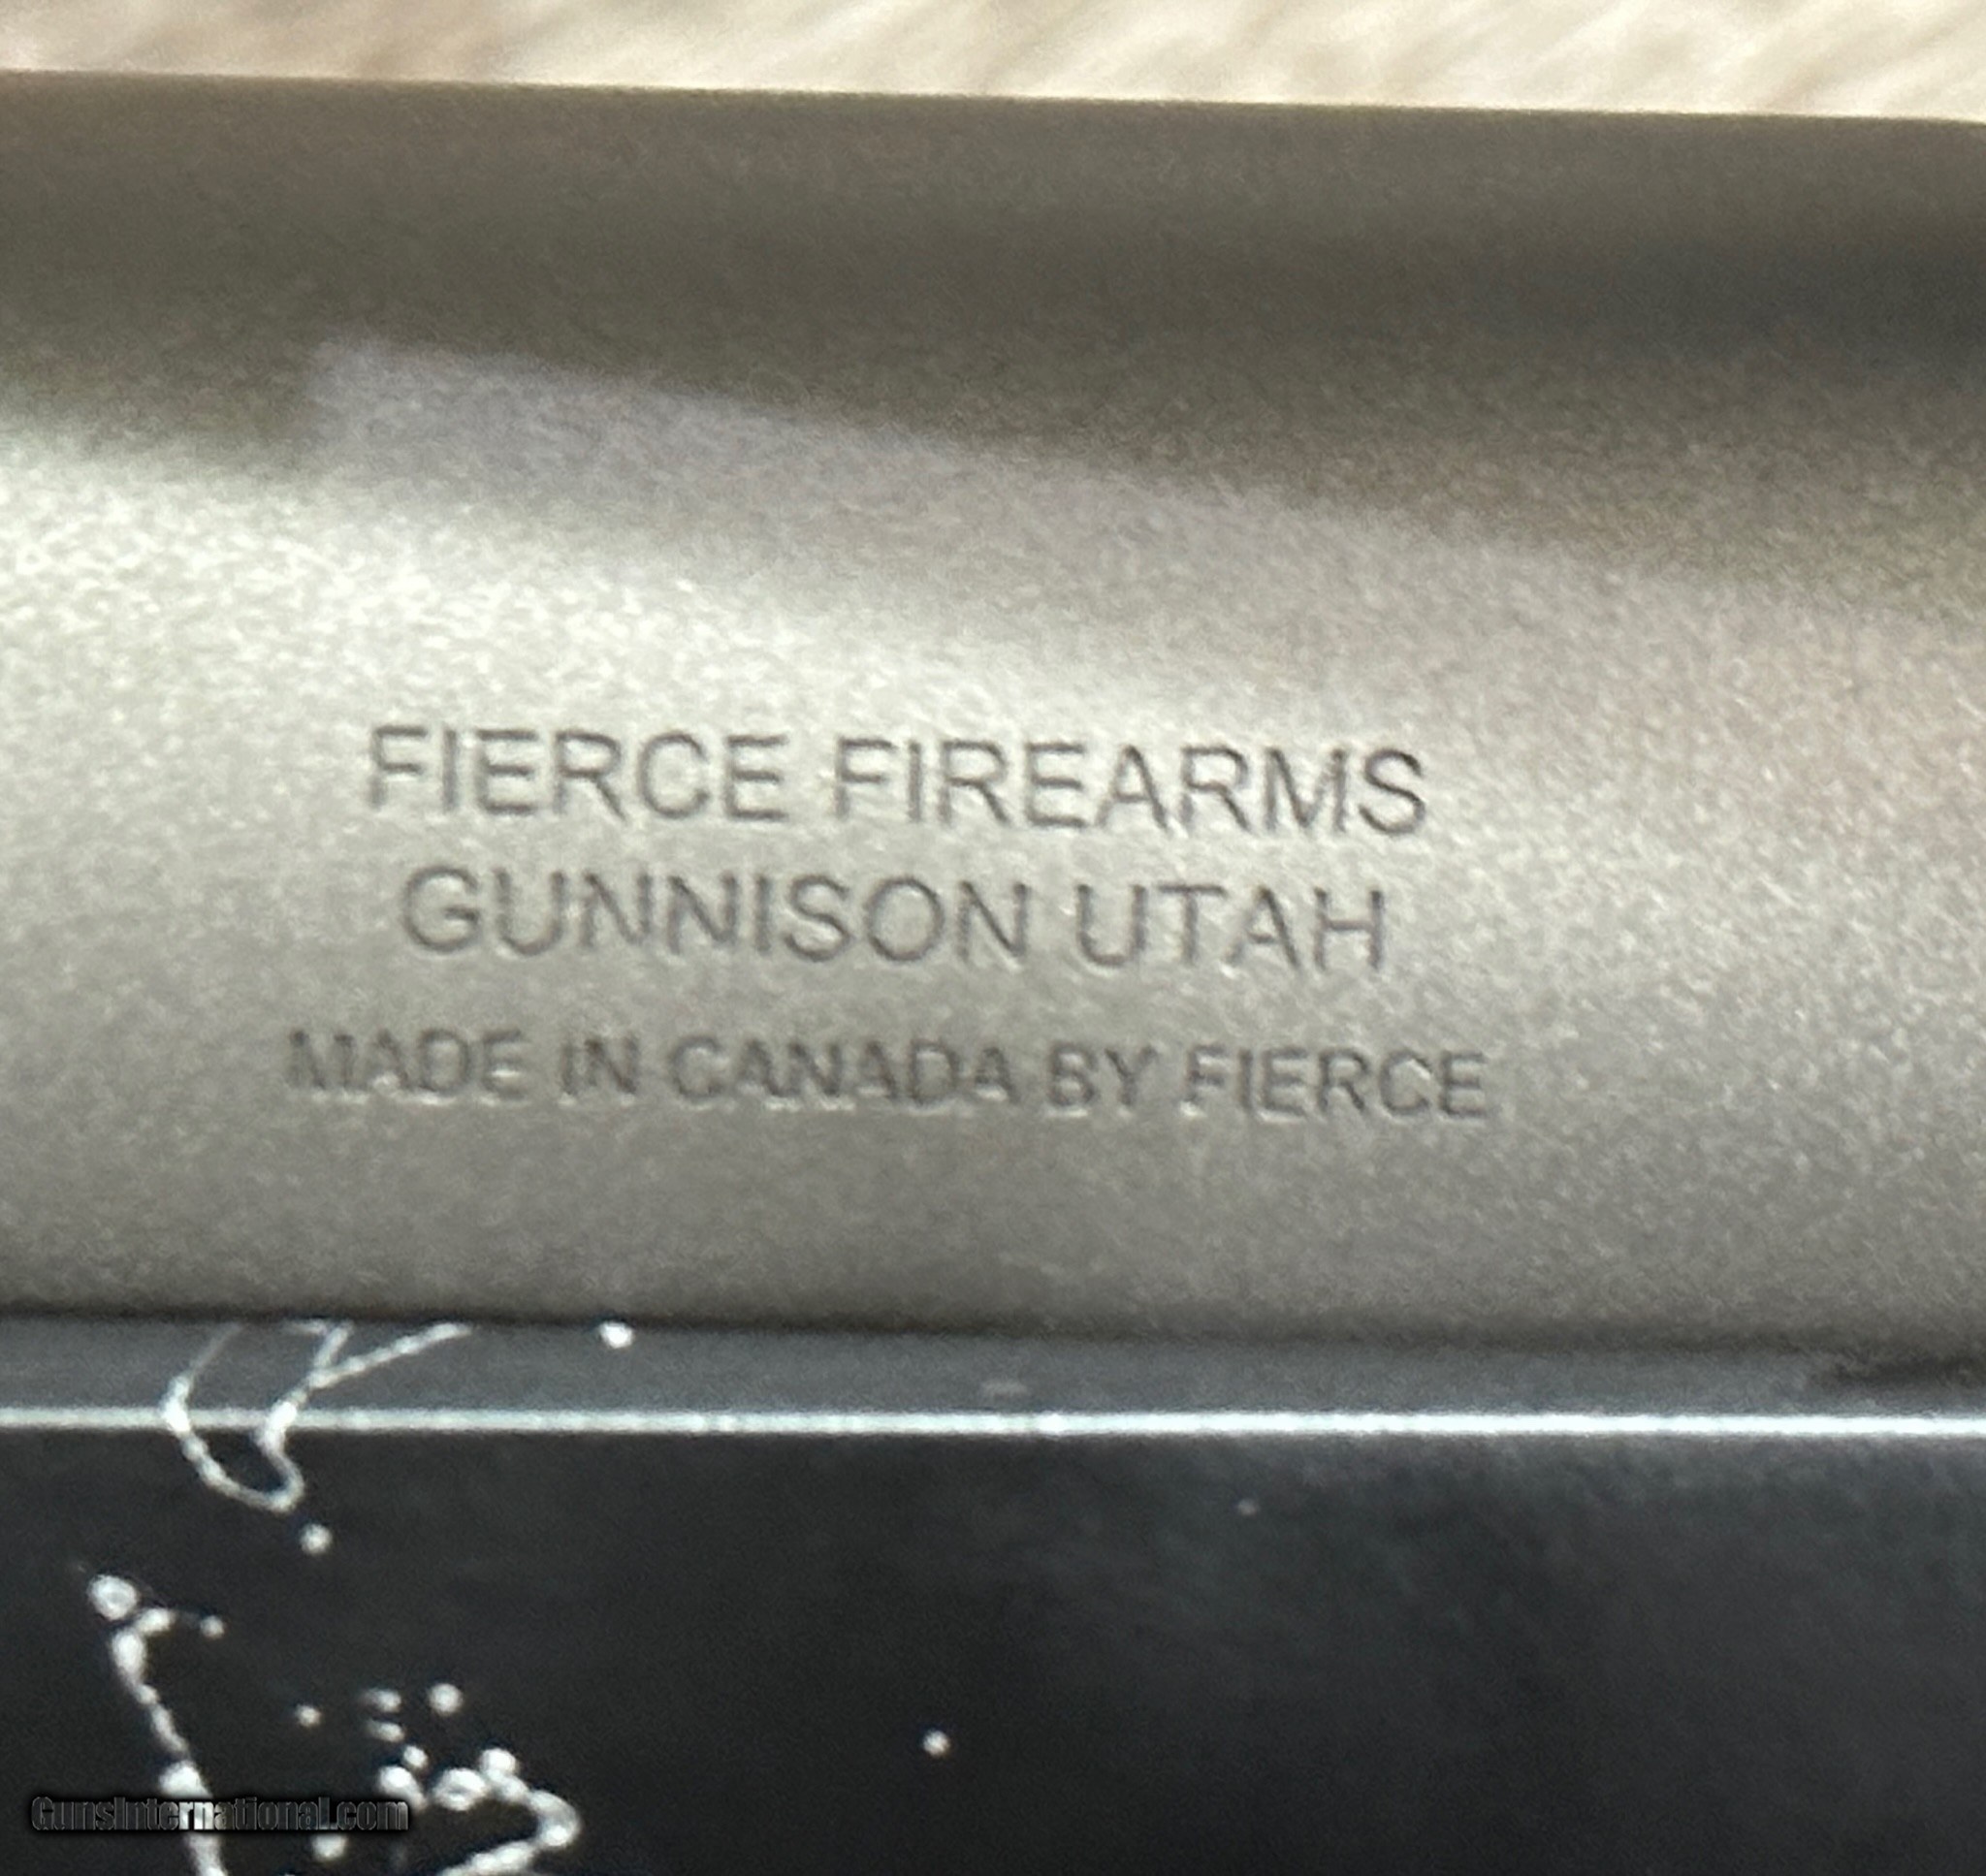 FIERCE FIREARMS
GUNNISON UTAH
MADE IN CANADA BY FIERCE
GunsInternational.com